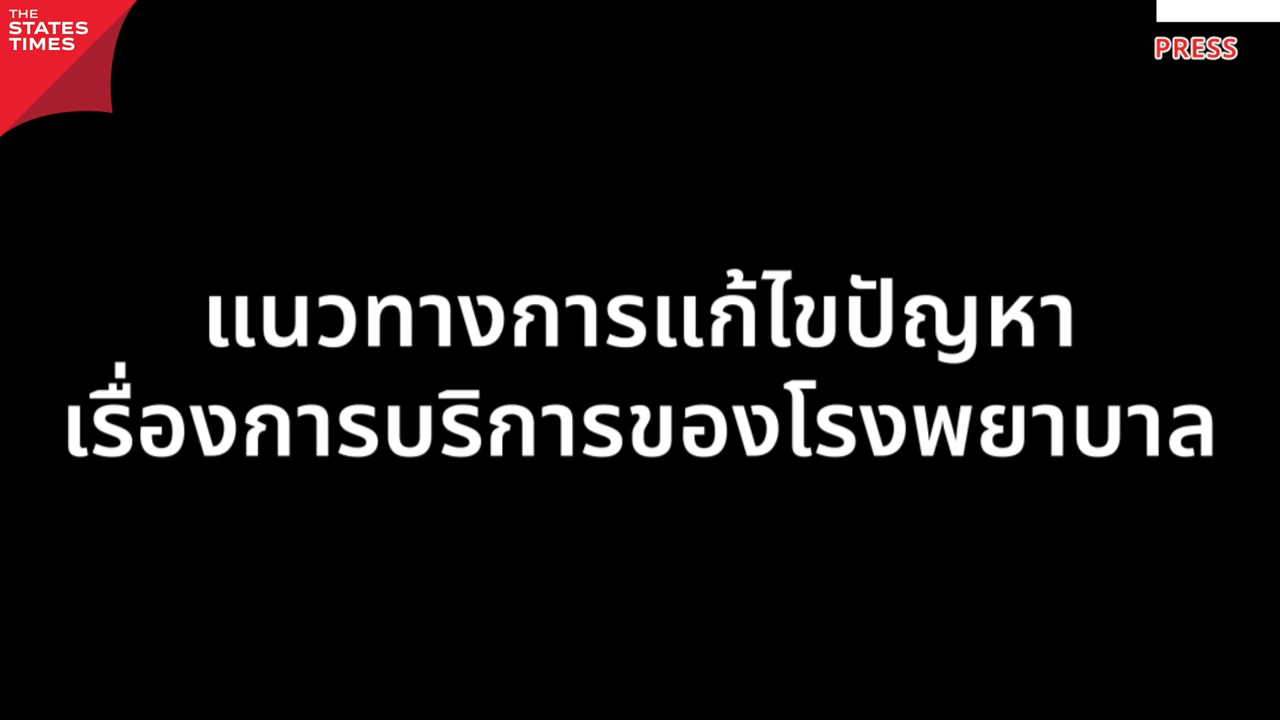 THE
STATES
TIMES
PRESS
แนวทางการแก้ไขปัญหา
เรื่องการบริการของโรงพยาบาล